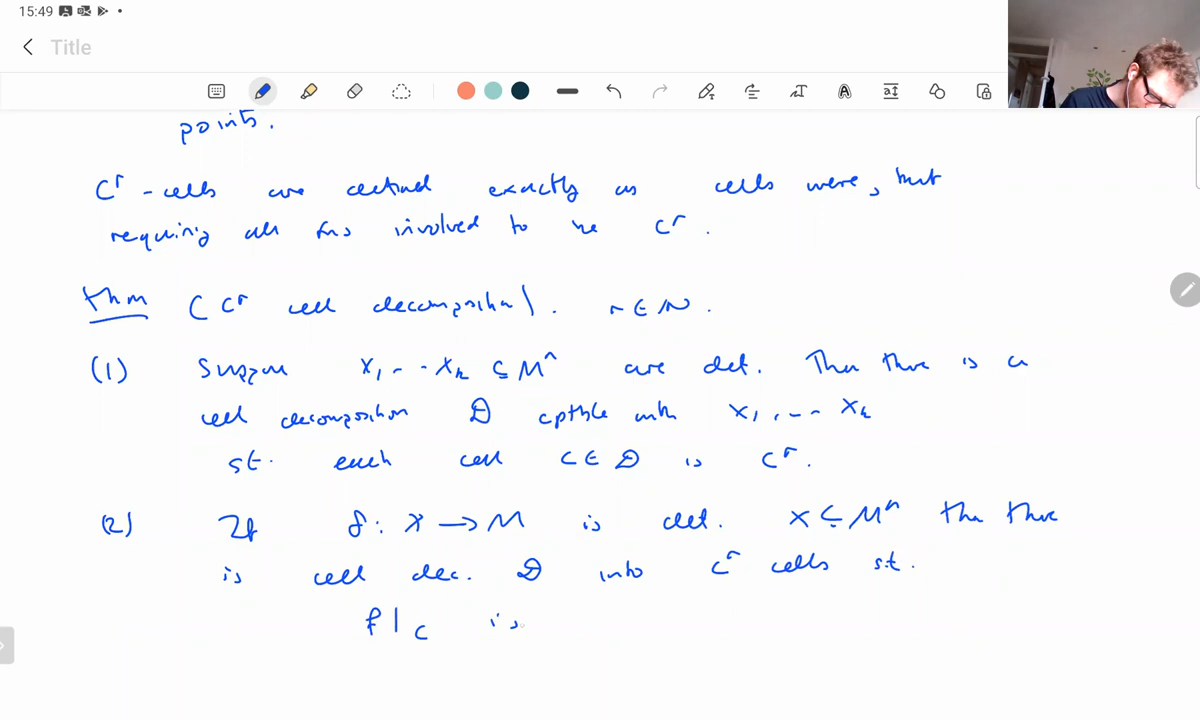 15:49
Title
points.
C^r - cells are defined exactly as cells were, but
requiring all fns involved to be C^r.
Thm (C^r cell decomposition). r ∈ N.
(1) Suppose X_1, ... X_k ⊆ M^n are def. Then there is a
cell decomposition D cptble with X_1, ... X_k
st. each cell C ∈ D is C^r.
(2) If f: X → M is def. X ⊆ M^n then there
is cell dec. D into C^r cells s.t.
f|_C is